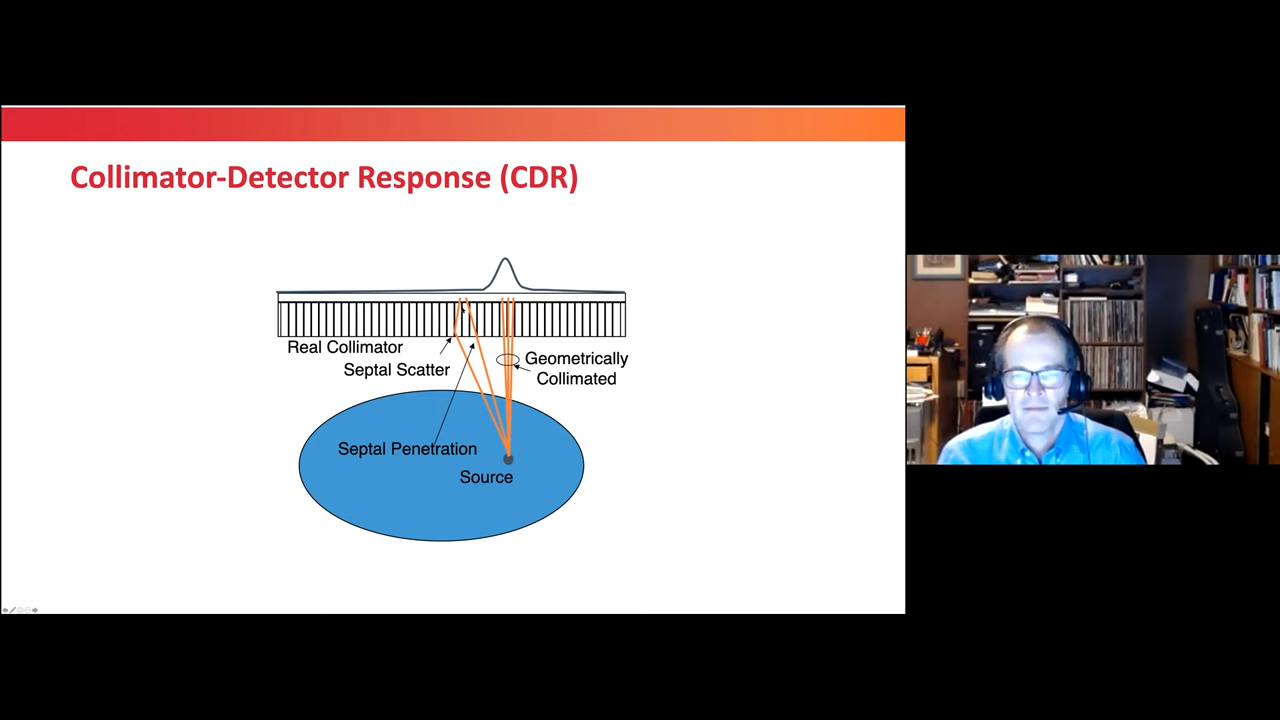 Collimator-Detector Response (CDR)
Real Collimator
Septal Scatter
Geometrically
Collimated
Septal Penetration
Source